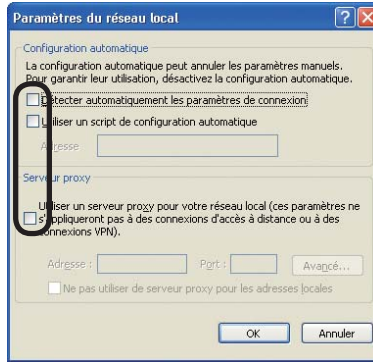 Paramètres du réseau local
Configuration automatique
La configuration automatique peut annuler les paramètres manuels.
Pour garantir leur utilisation, désactivez la configuration automatique.
Détecter automatiquement les paramètres de connexion
Utiliser un script de configuration automatique
Adresse
Serveur proxy
Utiliser un serveur proxy pour votre réseau local (ces paramètres ne
s'appliqueront pas à des connexions d'accès à distance ou à des
connexions VPN).
Adresse : Port : Avancé...
Ne pas utiliser de serveur proxy pour les adresses locales
OK Annuler